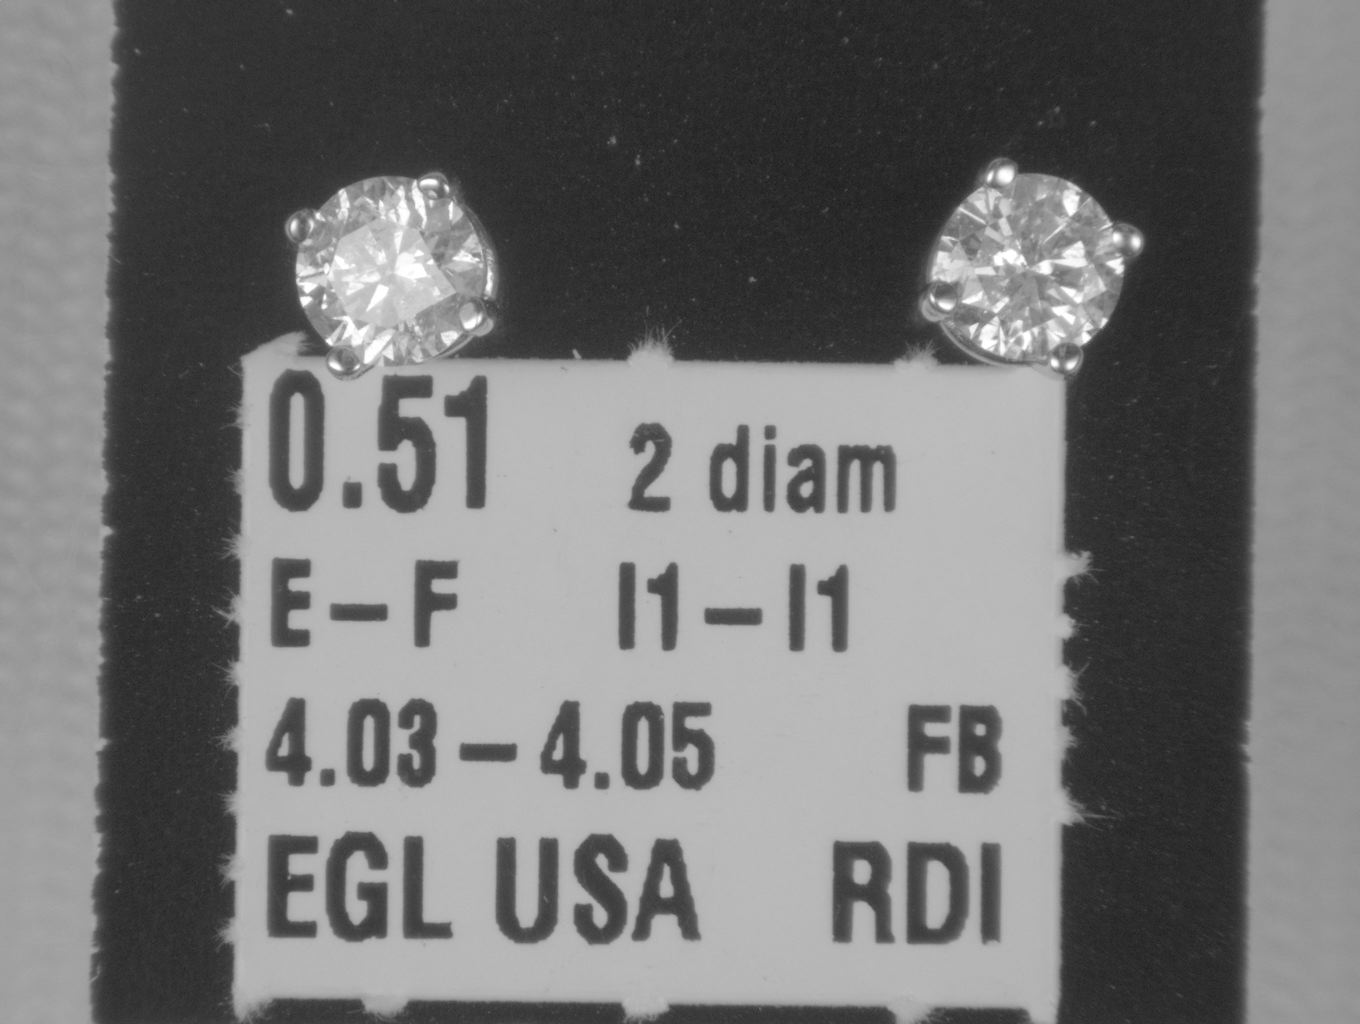 0.51 2 diam
E-F I1-I1
4.03-4.05 FB
EGL USA RDI